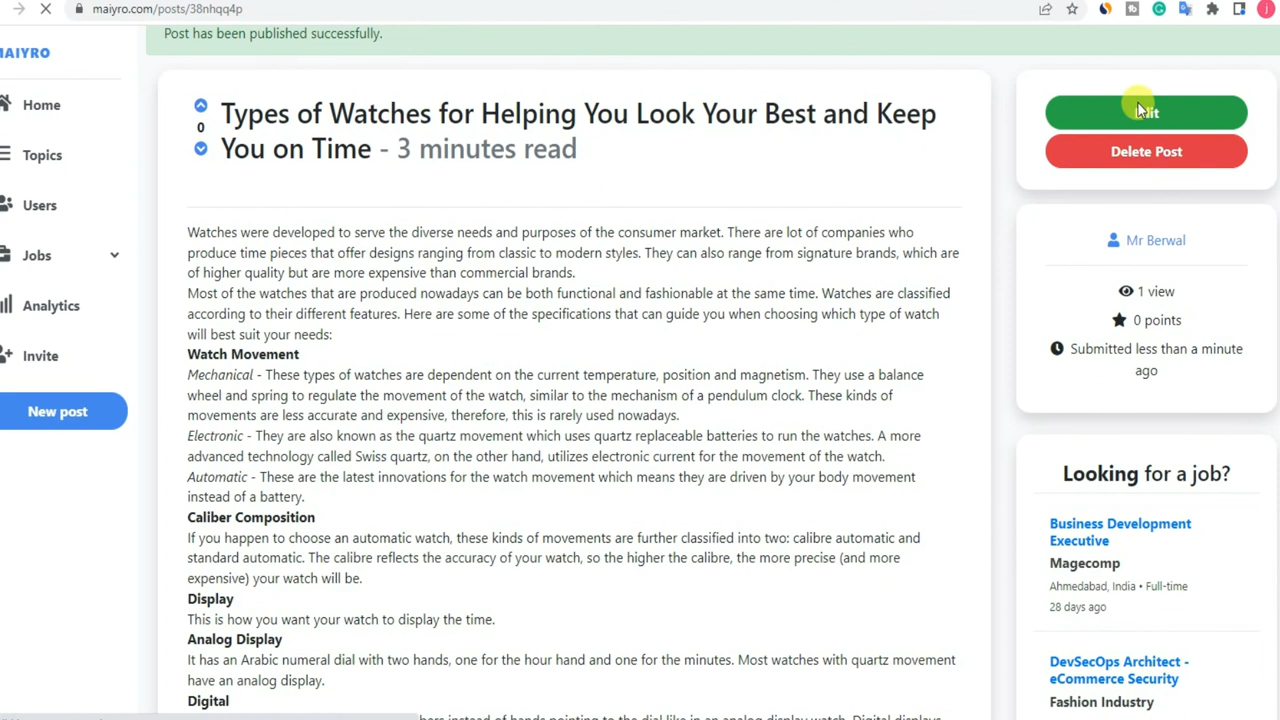 maiyro.com/posts/38nhqq4p
j
Post has been published successfully.
MAIYRO
Home
Topics
Users
Jobs
Analytics
Invite
New post
0
Types of Watches for Helping You Look Your Best and Keep
You on Time - 3 minutes read
Watches were developed to serve the diverse needs and purposes of the consumer market. There are lot of companies who
produce time pieces that offer designs ranging from classic to modern styles. They can also range from signature brands, which are
of higher quality but are more expensive than commercial brands.
Most of the watches that are produced nowadays can be both functional and fashionable at the same time. Watches are classified
according to their different features. Here are some of the specifications that can guide you when choosing which type of watch
will best suit your needs:
Watch Movement
Mechanical - These types of watches are dependent on the current temperature, position and magnetism. They use a balance
wheel and spring to regulate the movement of the watch, similar to the mechanism of a pendulum clock. These kinds of
movements are less accurate and expensive, therefore, this is rarely used nowadays.
Electronic - They are also known as the quartz movement which uses quartz replaceable batteries to run the watches. A more
advanced technology called Swiss quartz, on the other hand, utilizes electronic current for the movement of the watch.
Automatic - These are the latest innovations for the watch movement which means they are driven by your body movement
instead of a battery.
Caliber Composition
If you happen to choose an automatic watch, these kinds of movements are further classified into two: calibre automatic and
standard automatic. The calibre reflects the accuracy of your watch, so the higher the calibre, the more precise (and more
expensive) your watch will be.
Display
This is how you want your watch to display the time.
Analog Display
It has an Arabic numeral dial with two hands, one for the hour hand and one for the minutes. Most watches with quartz movement
have an analog display.
Digital
instead of hands pointing to the dial like in an analog display watch. Digital displays
Edit
Delete Post
Mr Berwal
1 view
0 points
Submitted less than a minute
ago
Looking for a job?
Business Development
Executive
Magecomp
Ahmedabad, India • Full-time
28 days ago
DevSecOps Architect -
eCommerce Security
Fashion Industry